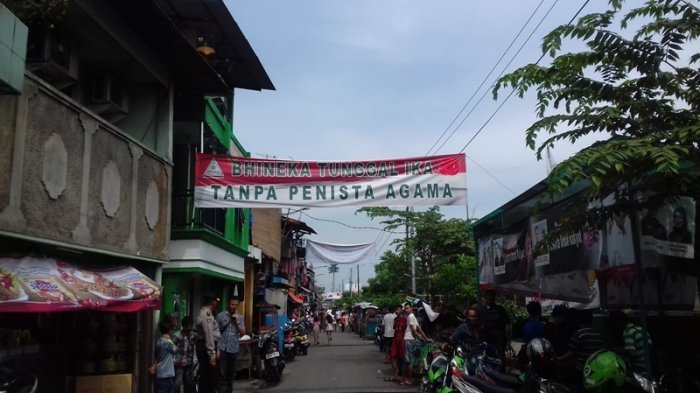 BHINEKA TUNGGAL IKA
TANPA PENISTA AGAMA